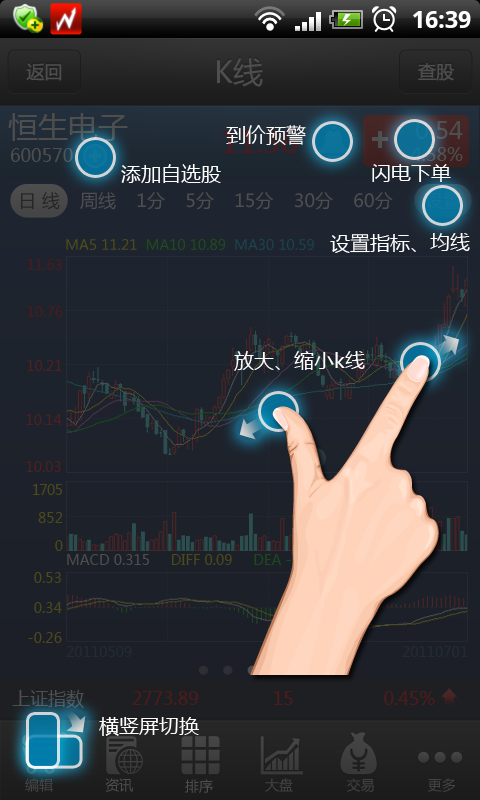 16:39
返回
K线
查股
恒生电子
600570
到价预警
添加自选股
闪电下单
日线 周线 1分 5分 15分 30分 60分
设置指标、均线
MA5 11.21 MA10 10.89 MA30 10.59
11.63
10.76
10.21
放大、缩小k线
10.14
10.03
1705
852
0
MACD 0.315 DIFF 0.09 DEA
0.53
0.34
-0.26
20110509 20110701
上证指数 2773.89 15 0.45%
横竖屏切换
编辑 资讯 排序 大盘 交易 更多